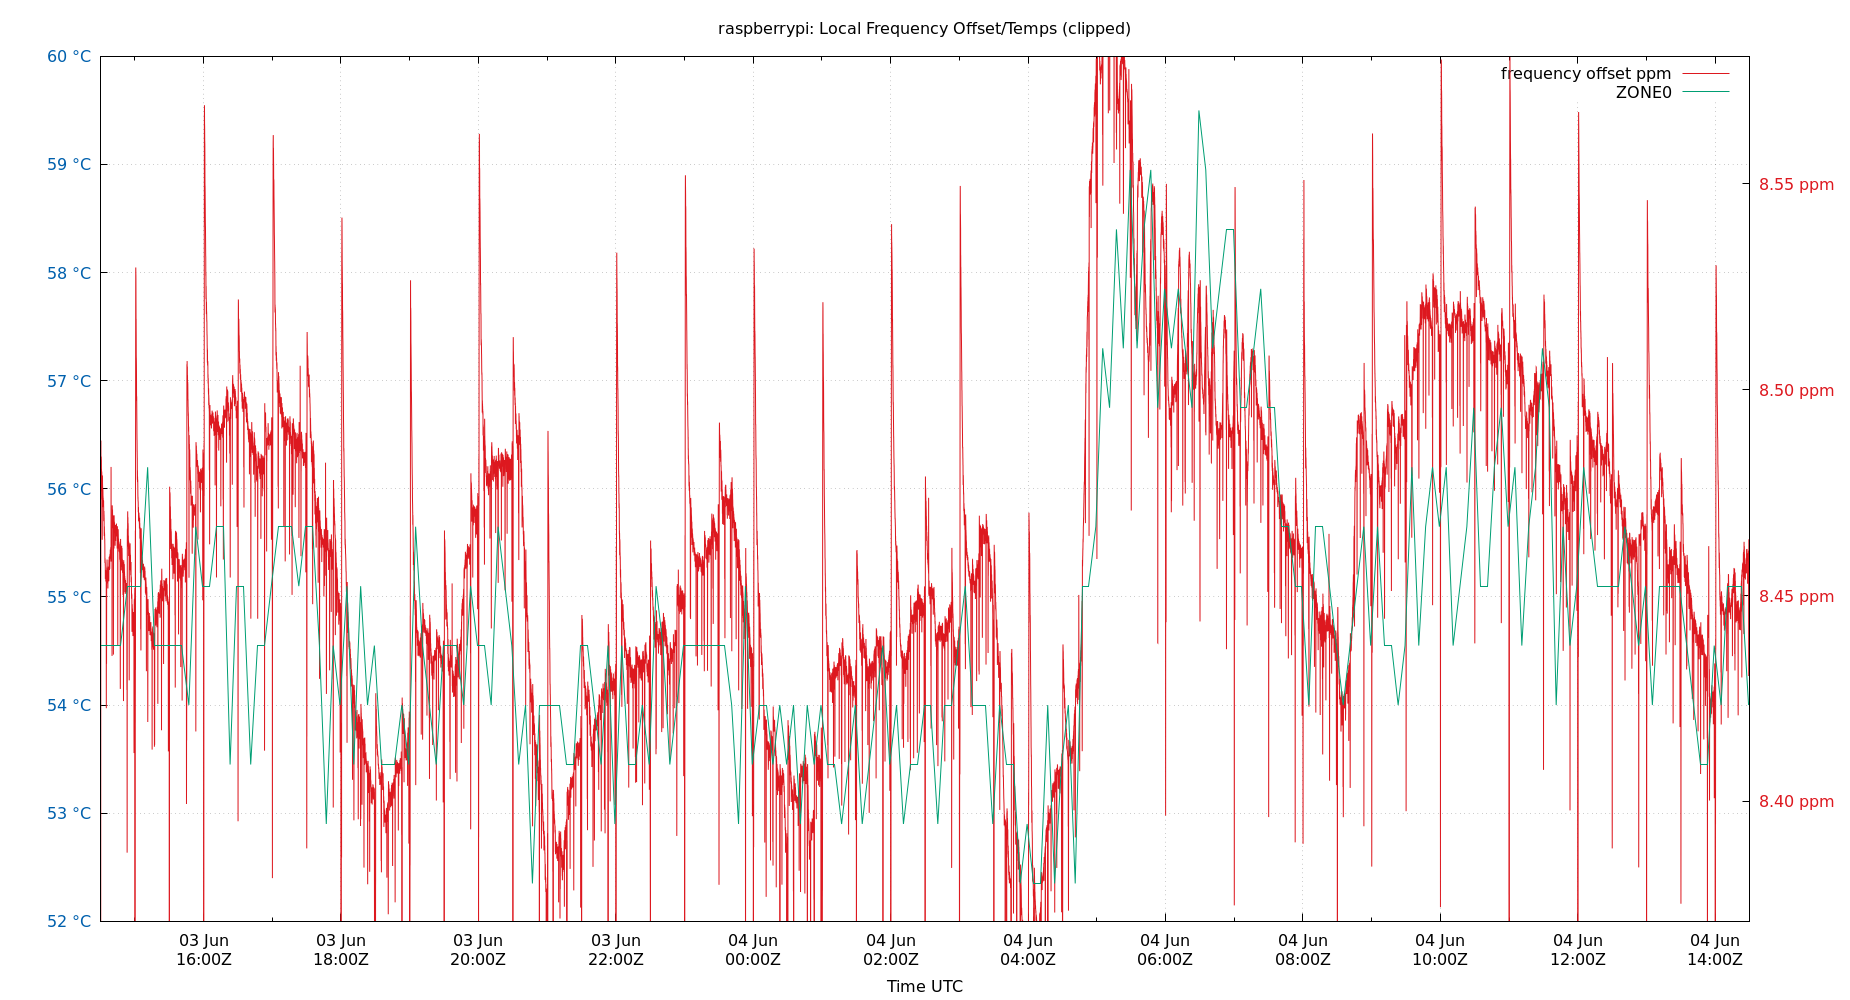 raspberrypi: Local Frequency Offset/Temps (clipped)
frequency offset ppm
ZONE0
60 °C
59 °C
58 °C
57 °C
56 °C
55 °C
54 °C
53 °C
52 °C
8.55 ppm
8.50 ppm
8.45 ppm
8.40 ppm
03 Jun 03 Jun 03 Jun 03 Jun 04 Jun 04 Jun 04 Jun 04 Jun 04 Jun 04 Jun 04 Jun 04 Jun
16:00Z 18:00Z 20:00Z 22:00Z 00:00Z 02:00Z 04:00Z 06:00Z 08:00Z 10:00Z 12:00Z 14:00Z
Time UTC